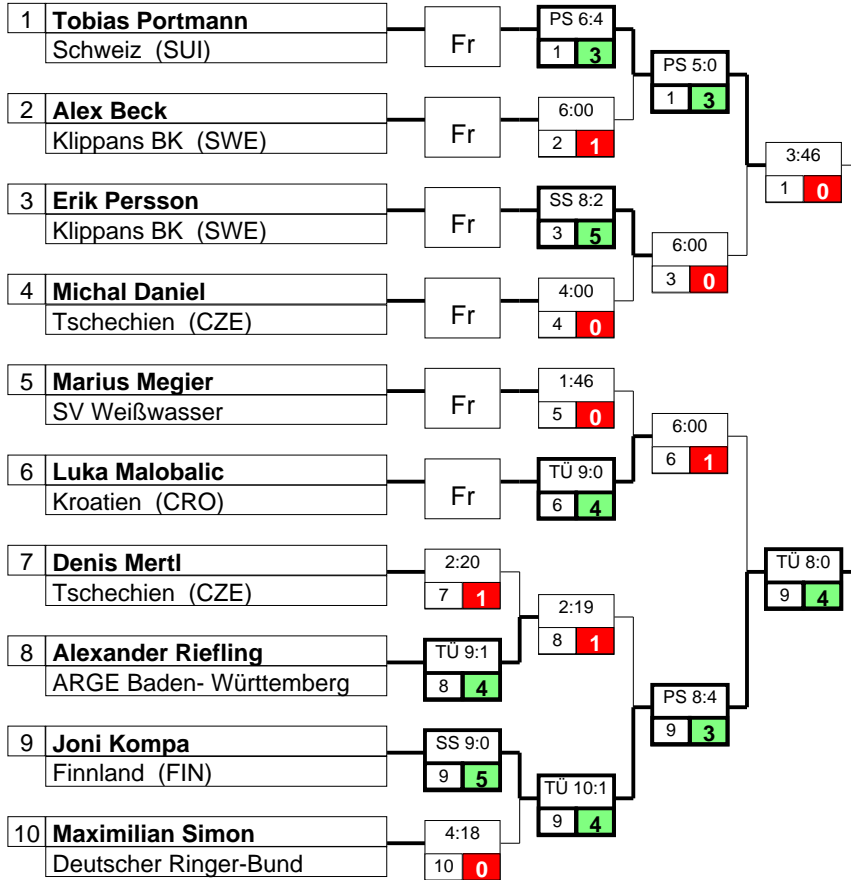 1 Tobias Portmann
Schweiz (SUI)
Fr
PS 6:4
1 3
PS 5:0
1 3
2 Alex Beck
Klippans BK (SWE)
Fr
6:00
2 1
3:46
1 0
3 Erik Persson
Klippans BK (SWE)
Fr
SS 8:2
3 5
6:00
3 0
4 Michal Daniel
Tschechien (CZE)
Fr
4:00
4 0
5 Marius Megier
SV Weißwasser
Fr
1:46
5 0
6:00
6 1
6 Luka Malobalic
Kroatien (CRO)
Fr
TÜ 9:0
6 4
7 Denis Mertl
Tschechien (CZE)
2:20
7 1
TÜ 8:0
9 4
2:19
8 1
8 Alexander Riefling
ARGE Baden- Württemberg
TÜ 9:1
8 4
PS 8:4
9 3
9 Joni Kompa
Finnland (FIN)
SS 9:0
9 5
TÜ 10:1
9 4
10 Maximilian Simon
Deutscher Ringer-Bund
4:18
10 0